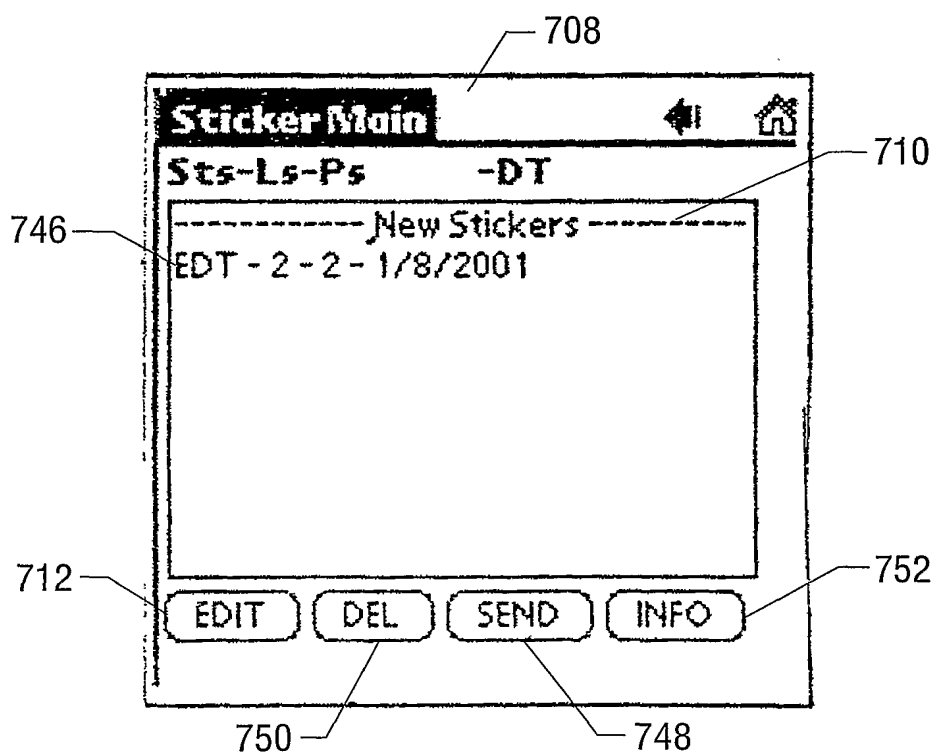 708
Sticker Main
710
Sts-Ls-Ps -DT
746
---------- New Stickers ----------
EDT - 2 - 2 - 1/8/2001
712
752
EDIT DEL SEND INFO
750
748